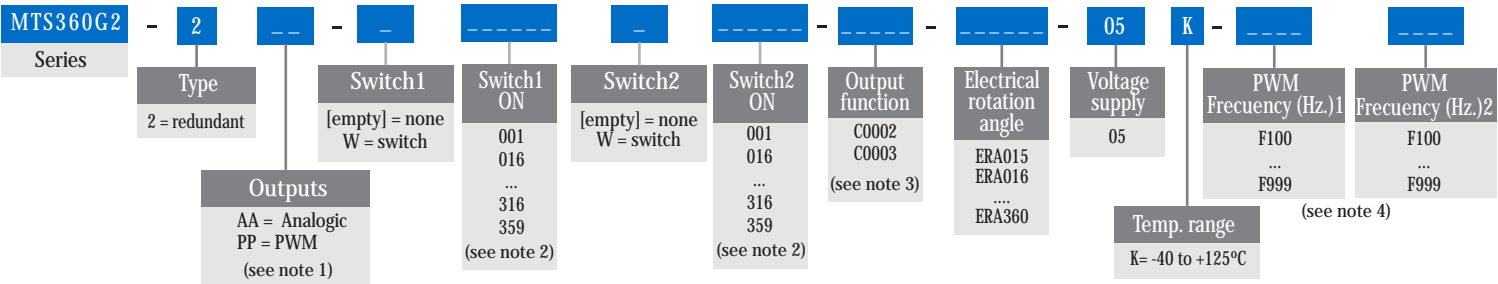 MTS360G2 - 2 _ _ - _ _ _ _ _ _ _ _ _ _ _ _ _ _ - _ _ _ _ _ - _ _ _ _ _ _ - 05 K - _ _ _ _ _ _ _ _
Series
Type
2 = redundant
Outputs
AA = Analogic
PP = PWM
(see note 1)
Switch1
[empty] = none
W = switch
Switch1
ON
001
016
...
316
359
(see note 2)
Switch2
[empty] = none
W = switch
Switch2
ON
001
016
...
316
359
(see note 2)
Output
function
C0002
C0003
(see note 3)
Electrical
rotation
angle
ERA015
ERA016
....
ERA360
Voltage
supply
05
Temp. range
K= -40 to +125ºC
PWM
Frecuency (Hz.)1
F100
...
F999
PWM
Frecuency (Hz.)2
F100
...
F999
(see note 4)